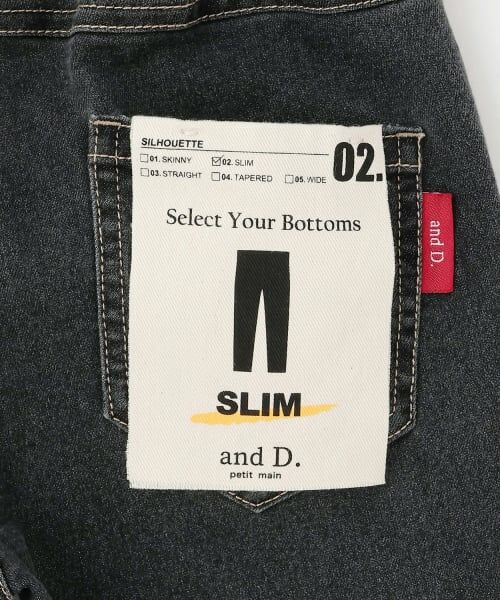 SILHOUETTE
01. SKINNY 02. SLIM
03. STRAIGHT 04. TAPERED 05. WIDE
02.
Select Your Bottoms
SLIM
and D.
petit main
and D.